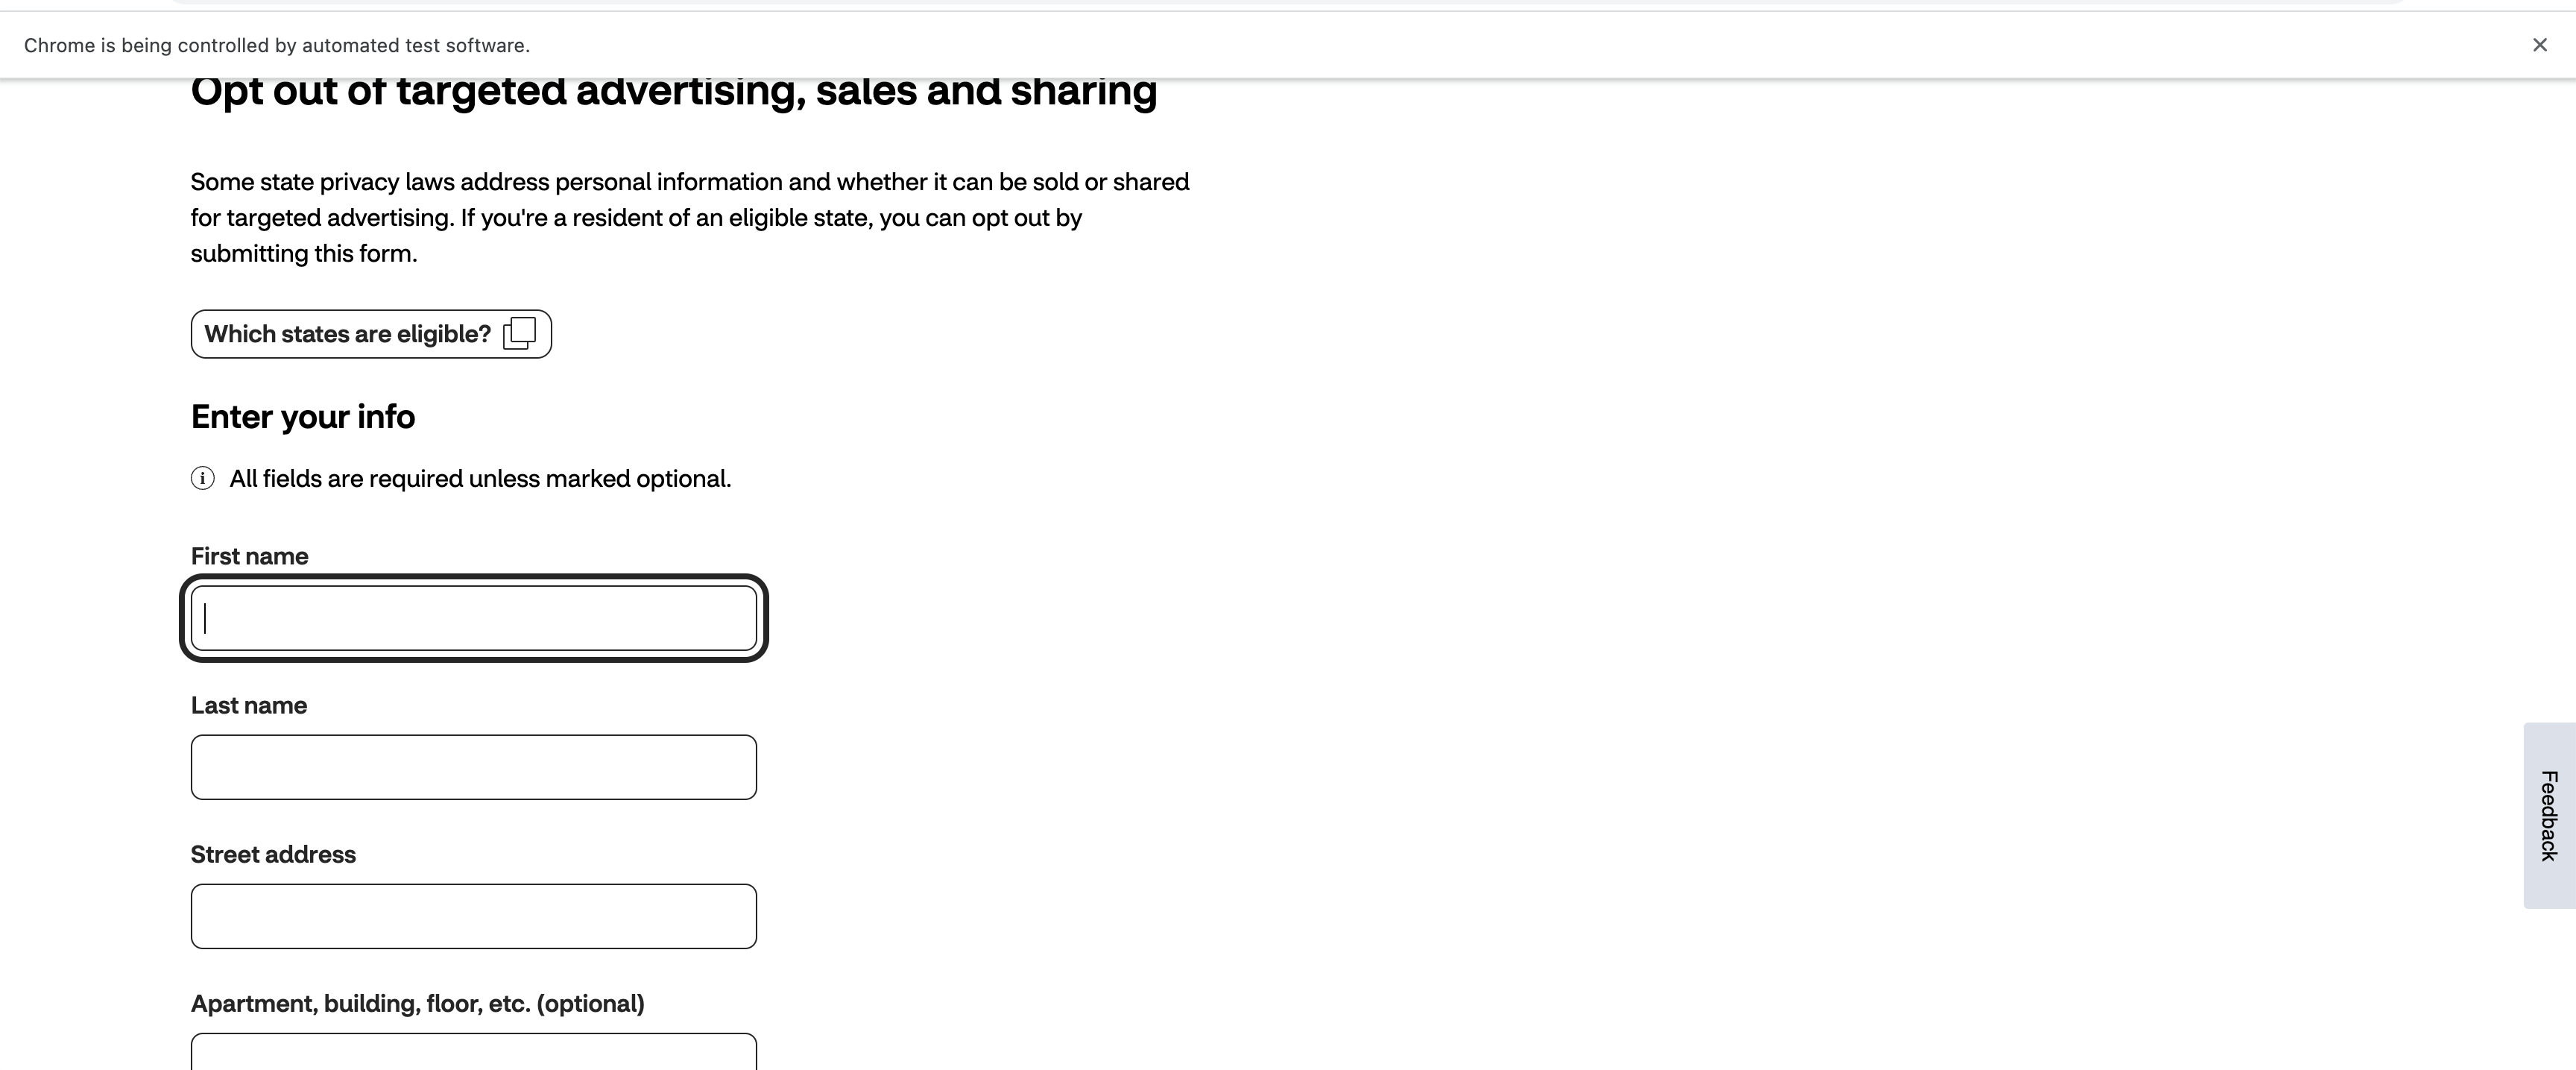 Chrome is being controlled by automated test software.
Opt out of targeted advertising, sales and sharing
Some state privacy laws address personal information and whether it can be sold or shared
for targeted advertising. If you're a resident of an eligible state, you can opt out by
submitting this form.
Which states are eligible?
Enter your info
All fields are required unless marked optional.
First name
Last name
Street address
Feedback
Apartment, building, floor, etc. (optional)